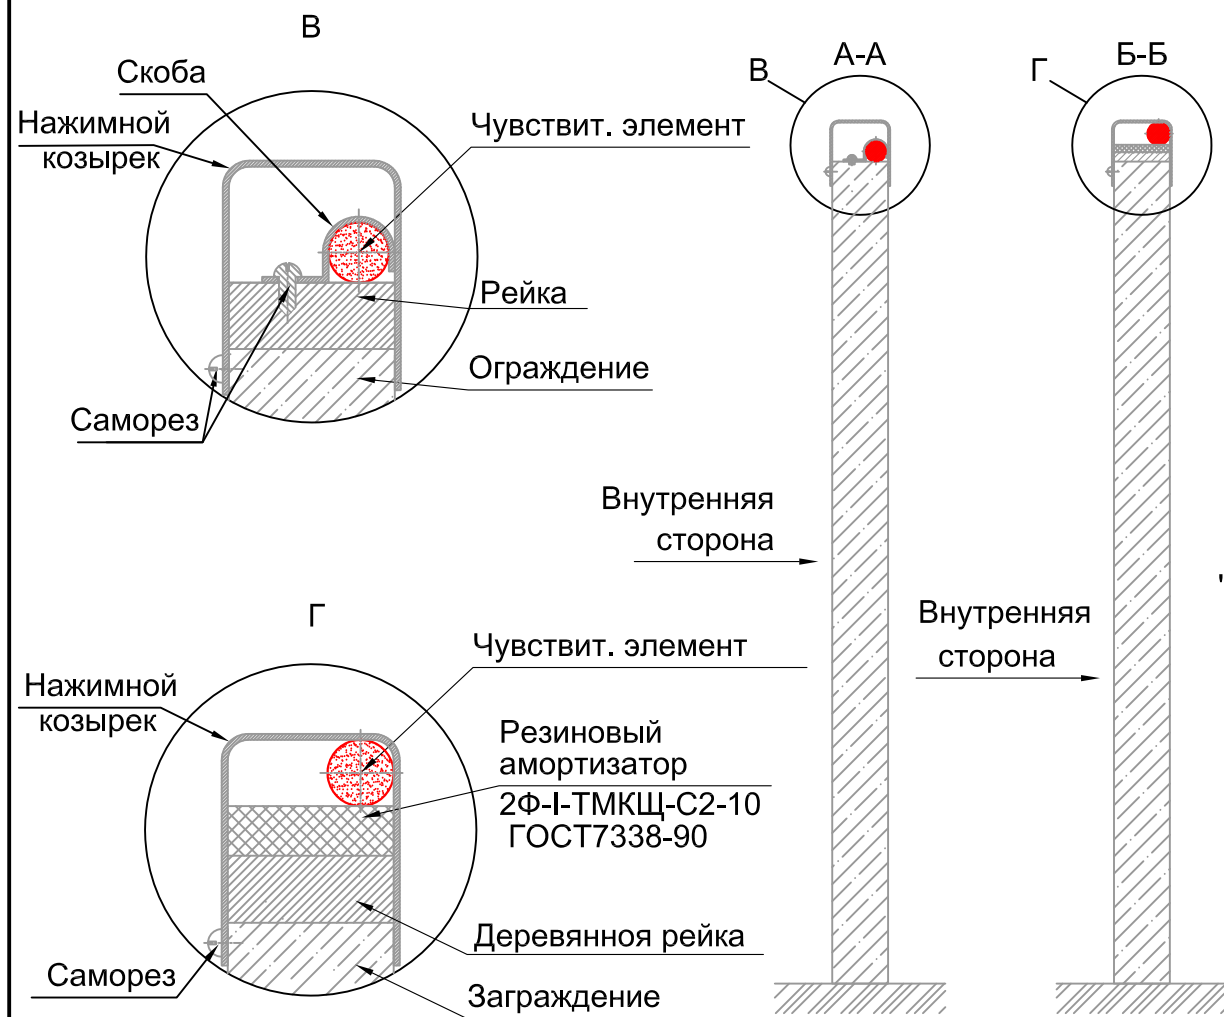 В
Скоба
Нажимной
козырек
Чувствит. элемент
Рейка
Ограждение
Саморез
А-А
В
Б-Б
Г
Внутренняя
сторона
Внутренняя
сторона
Г
Чувствит. элемент
Нажимной
козырек
Резиновый
амортизатор
2Ф-I-ТМКЩ-С2-10
ГОСТ7338-90
Деревянноя рейка
Саморез
Заграждение